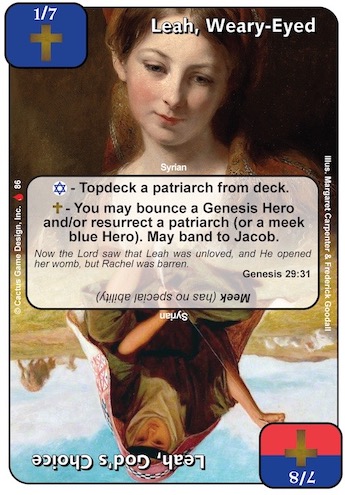 1/7
Leah, Weary-Eyed
Syrian
- Topdeck a patriarch from deck.
- You may bounce a Genesis Hero
and/or resurrect a patriarch (or a meek
blue Hero). May band to Jacob.
Now the Lord saw that Leah was unloved, and He opened
her womb, but Rachel was barren.
Genesis 29:31
Meek (has no special ability)
Syrian
Leah, God's Choice
7/8
© Cactus Game Design, Inc. 86
Illus. Margaret Carpenter & Frederick Goodall